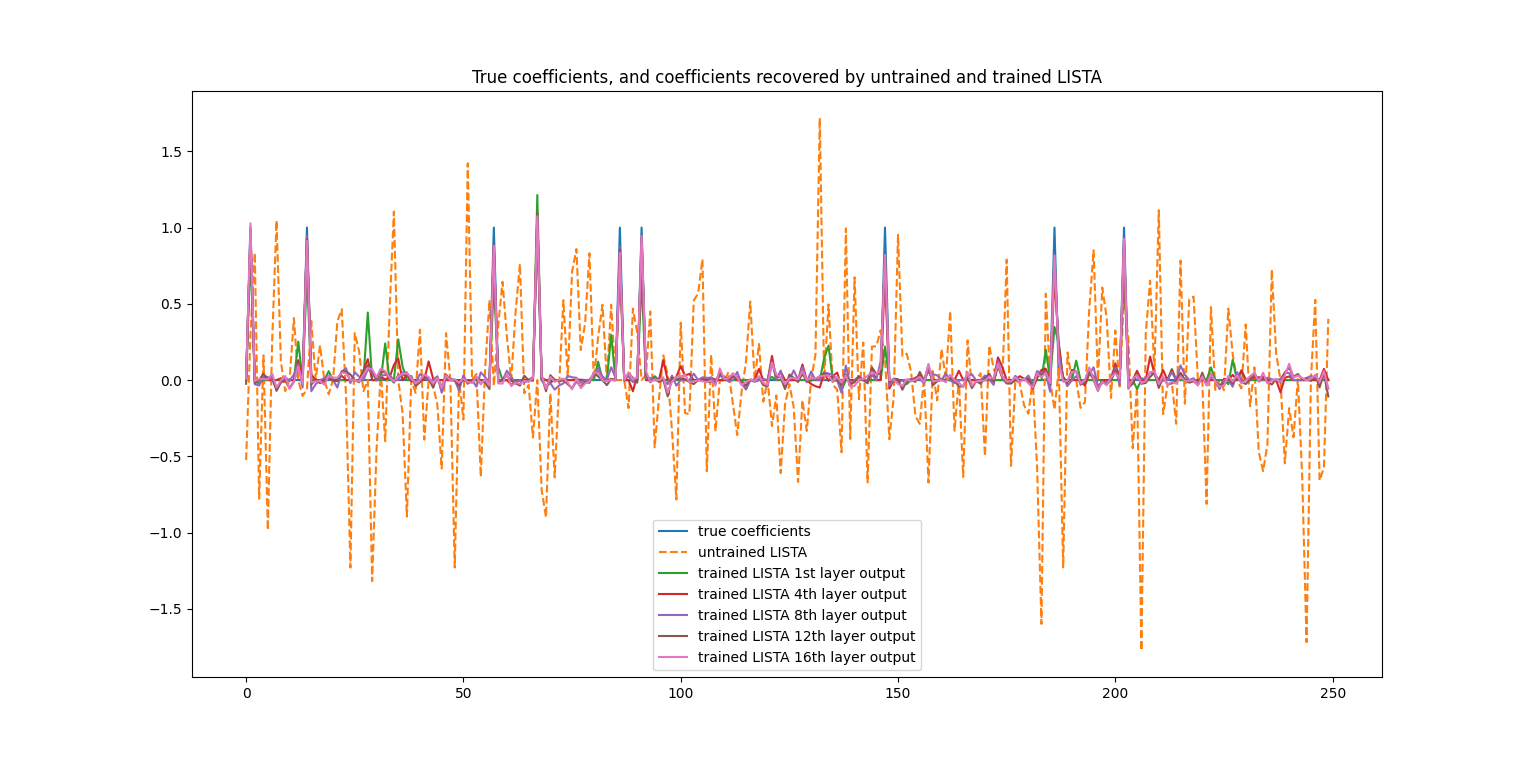 True coefficients, and coefficients recovered by untrained and trained LISTA
1.5
1.0
0.5
0.0
−0.5
−1.0
−1.5
true coefficients
untrained LISTA
trained LISTA 1st layer output
trained LISTA 4th layer output
trained LISTA 8th layer output
trained LISTA 12th layer output
trained LISTA 16th layer output
0 50 100 150 200 250